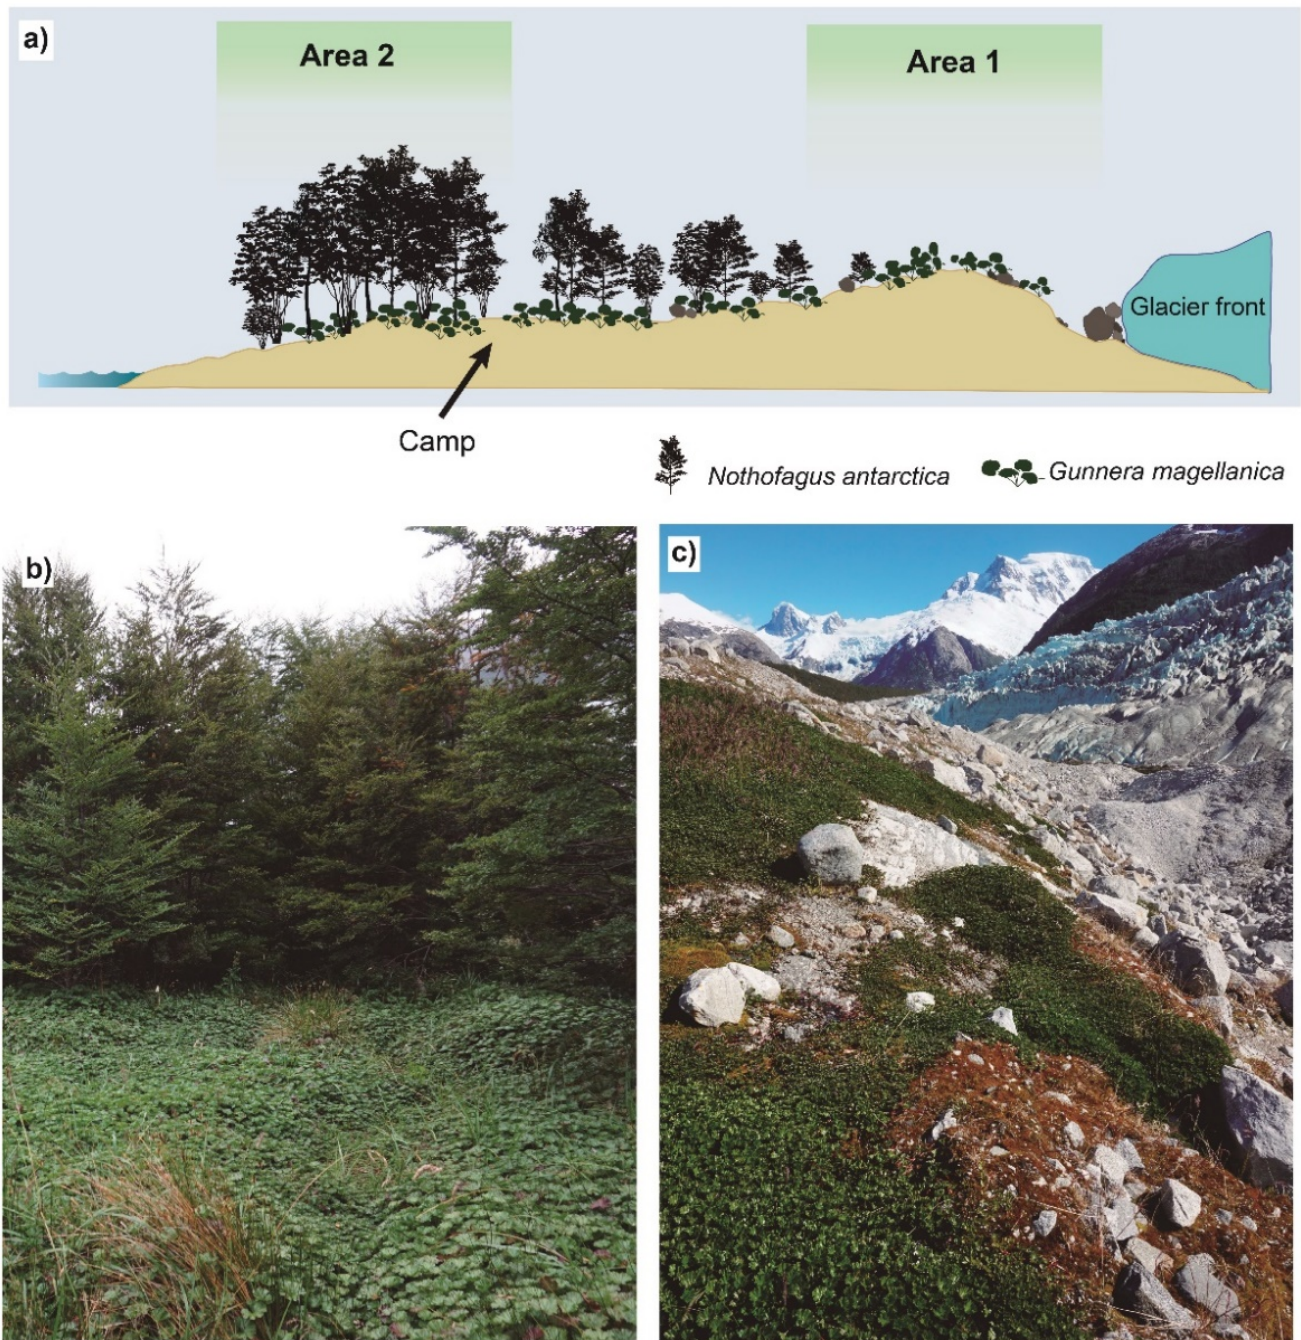 a)
Area 2
Area 1
Glacier front
Camp
Nothofagus antarctica
Gunnera magellanica
b)
c)